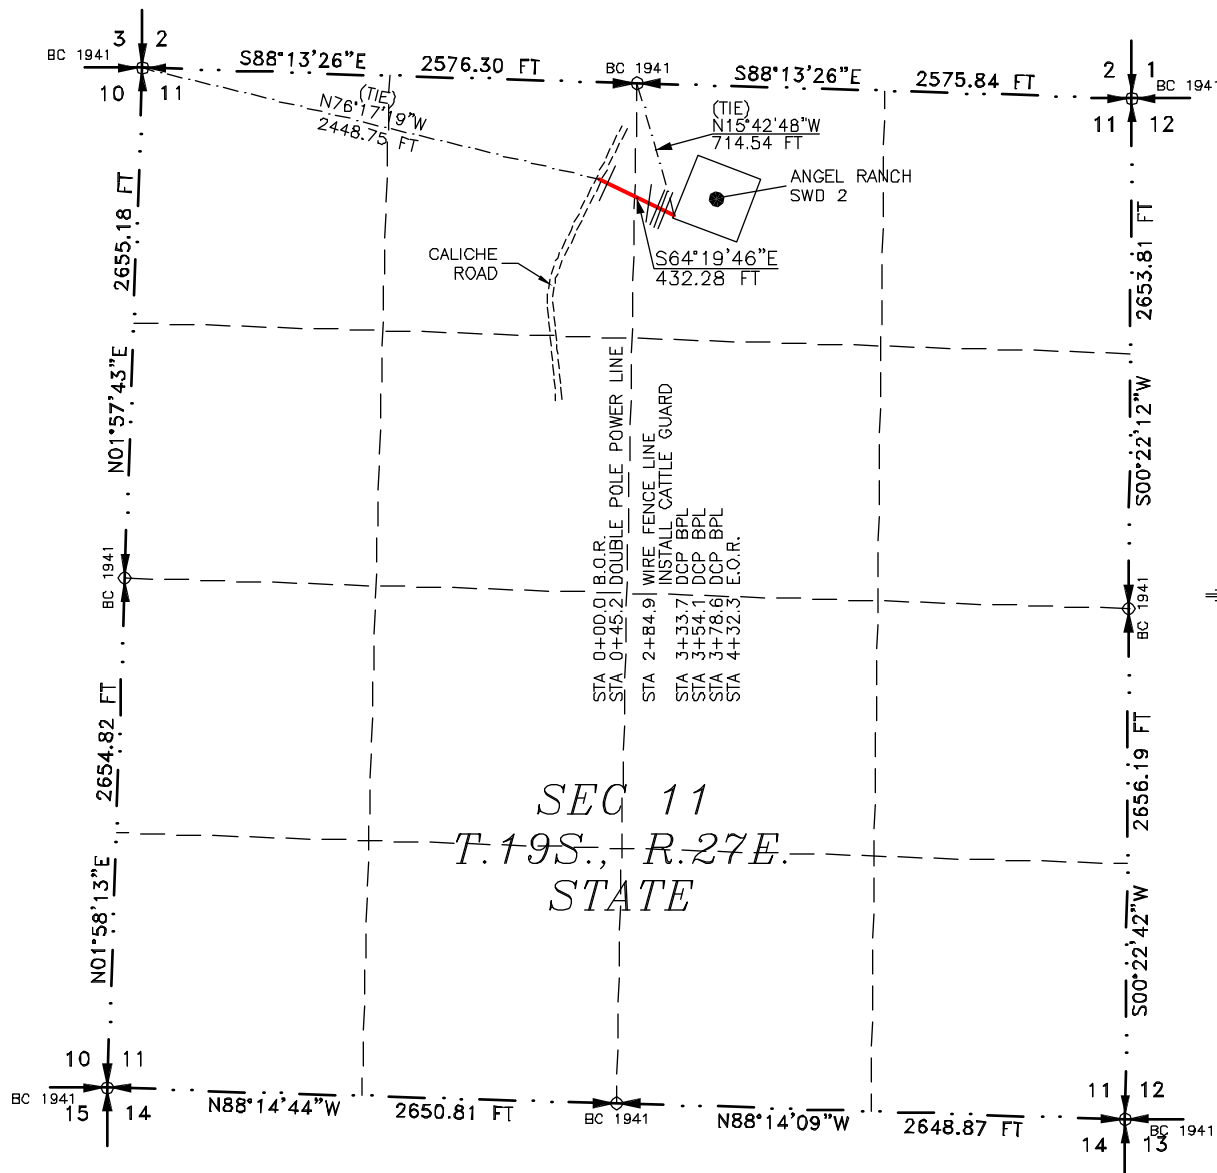 3 2
BC 1941
10 11
S88°13'26"E 2576.30 FT
BC 1941
S88°13'26"E 2575.84 FT
2 1
BC 1941
11 12
(TIE)
N76°17'19"W
2448.75 FT
(TIE)
N15°42'48"W
714.54 FT
ANGEL RANCH
SWD 2
CALICHE
ROAD
S64°19'46"E
432.28 FT
2655.18 FT
N01°57'43"E
2653.81 FT
S00°22'12"W
STA 0+00.0 B.O.R.
STA 0+45.2 DOUBLE POLE POWER LINE
STA 2+84.9 WIRE FENCE LINE
INSTALL CATTLE GUARD
STA 3+33.7 DCP BPL
STA 3+54.1 DCP BPL
STA 3+78.6 DCP BPL
STA 4+32.3 E.O.R.
BC 1941
BC 1941
2654.82 FT
N01°58'13"E
2656.19 FT
S00°22'42"W
SEC 11
T.19S., R.27E.
STATE
10 11
BC 1941
15 14
N88°14'44"W 2650.81 FT
BC 1941
N88°14'09"W 2648.87 FT
11 12
BC 1941
14 13